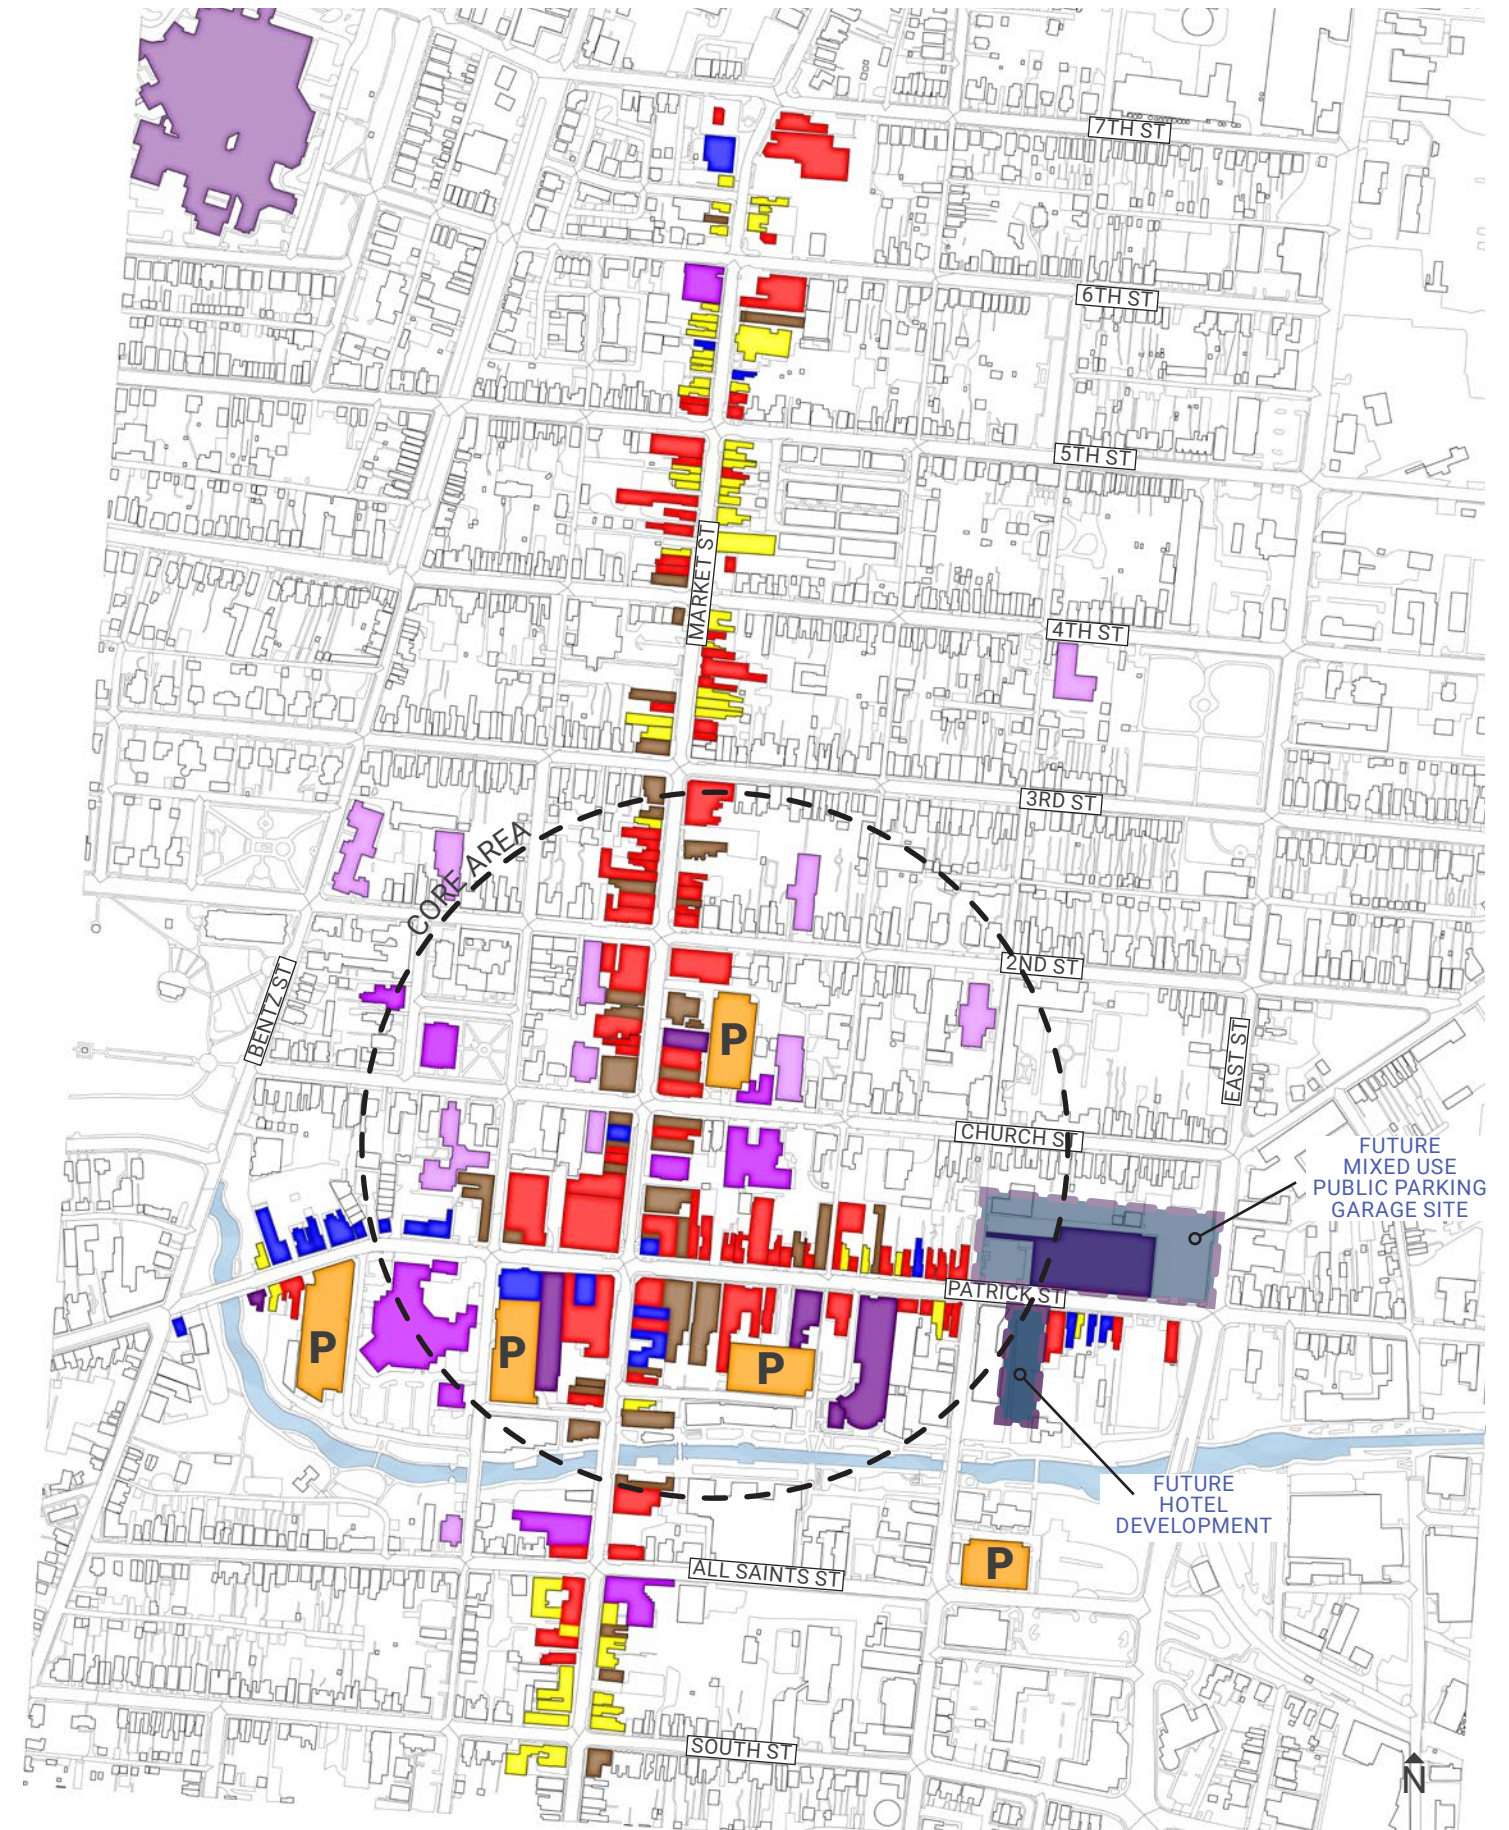 7TH ST
6TH ST
5TH ST
MARKET ST
4TH ST
3RD ST
CORE AREA
2ND ST
BENTZ ST
P
EAST ST
CHURCH ST
FUTURE
MIXED USE
PUBLIC PARKING
GARAGE SITE
PATRICK ST
P
P
P
FUTURE
HOTEL
DEVELOPMENT
P
ALL SAINTS ST
SOUTH ST
N